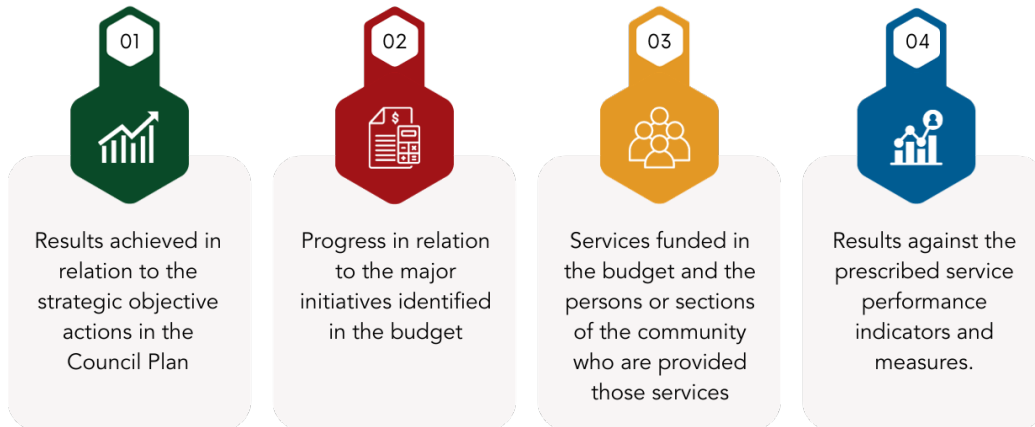 01
Results achieved in
relation to the
strategic objective
actions in the
Council Plan
02
$
Progress in relation
to the major
initiatives identified
in the budget
03
Services funded in
the budget and the
persons or sections
of the community
who are provided
those services
04
Results against the
prescribed service
performance
indicators and
measures.